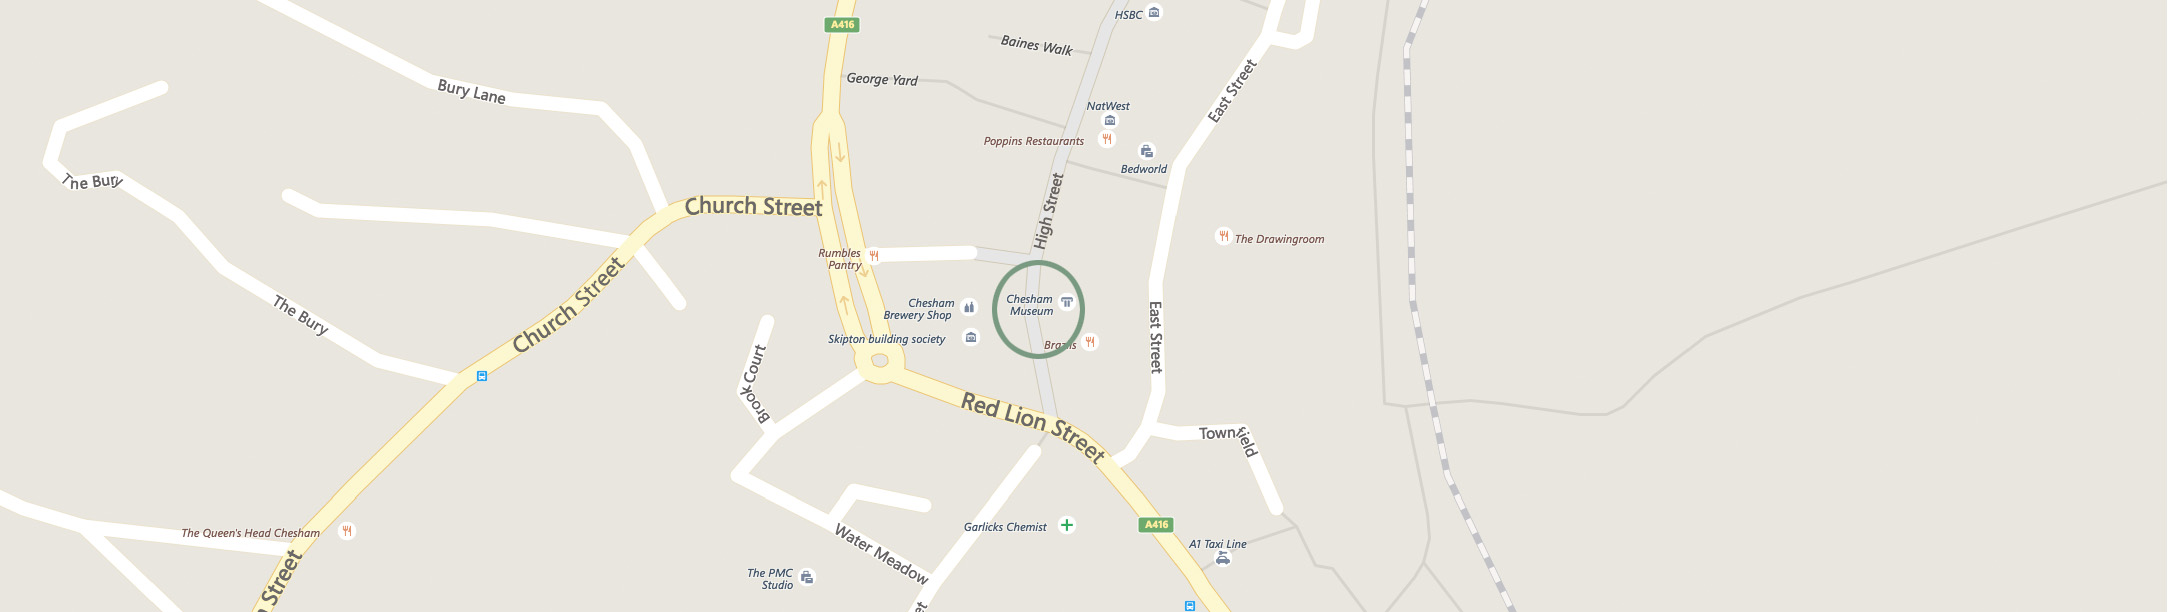 A416
HSBC
Baines Walk
George Yard
East Street
Bury Lane
NatWest
Poppins Restaurants
Bedworld
The Bury
Church Street
High Street
The Drawingroom
Rumbles
Pantry
Chesham
Museum
Chesham
Brewery Shop
Skipton building society
The Bury
Church Street
East Street
Brook Court
Red Lion Street
Townfield
A416
Garlicks Chemist
The Queen's Head Chesham
Water Meadow
A1 Taxi Line
The PMC
Studio
Street